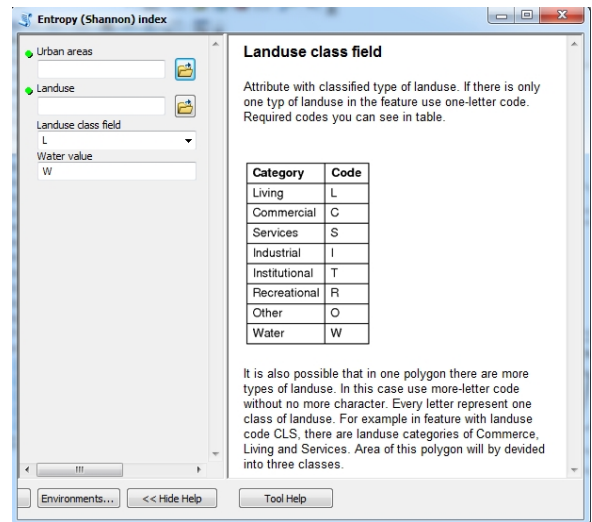 Entropy (Shannon) index
Urban areas
Landuse
Landuse class field
L
Water value
W
Landuse class field
Attribute with classified type of landuse. If there is only
one typ of landuse in the feature use one-letter code.
Required codes you can see in table.
Category Code
Living L
Commercial C
Services S
Industrial I
Institutional T
Recreational R
Other O
Water W
It is also possible that in one polygon there are more
types of landuse. In this case use more-letter code
without no more character. Every letter represent one
class of landuse. For example in feature with landuse
code CLS, there are landuse categories of Commerce,
Living and Services. Area of this polygon will by devided
into three classes.
Environments... << Hide Help Tool Help